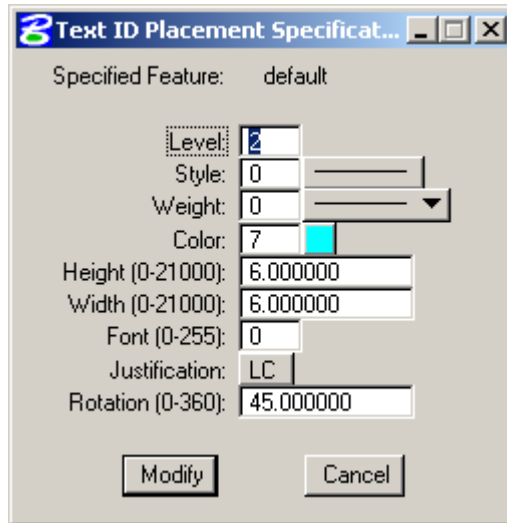 Text ID Placement Specificat...
Specified Feature: default
Level: 2
Style: 0
Weight: 0
Color: 7
Height (0-21000): 6.000000
Width (0-21000): 6.000000
Font (0-255): 0
Justification: LC
Rotation (0-360): 45.000000
Modify Cancel